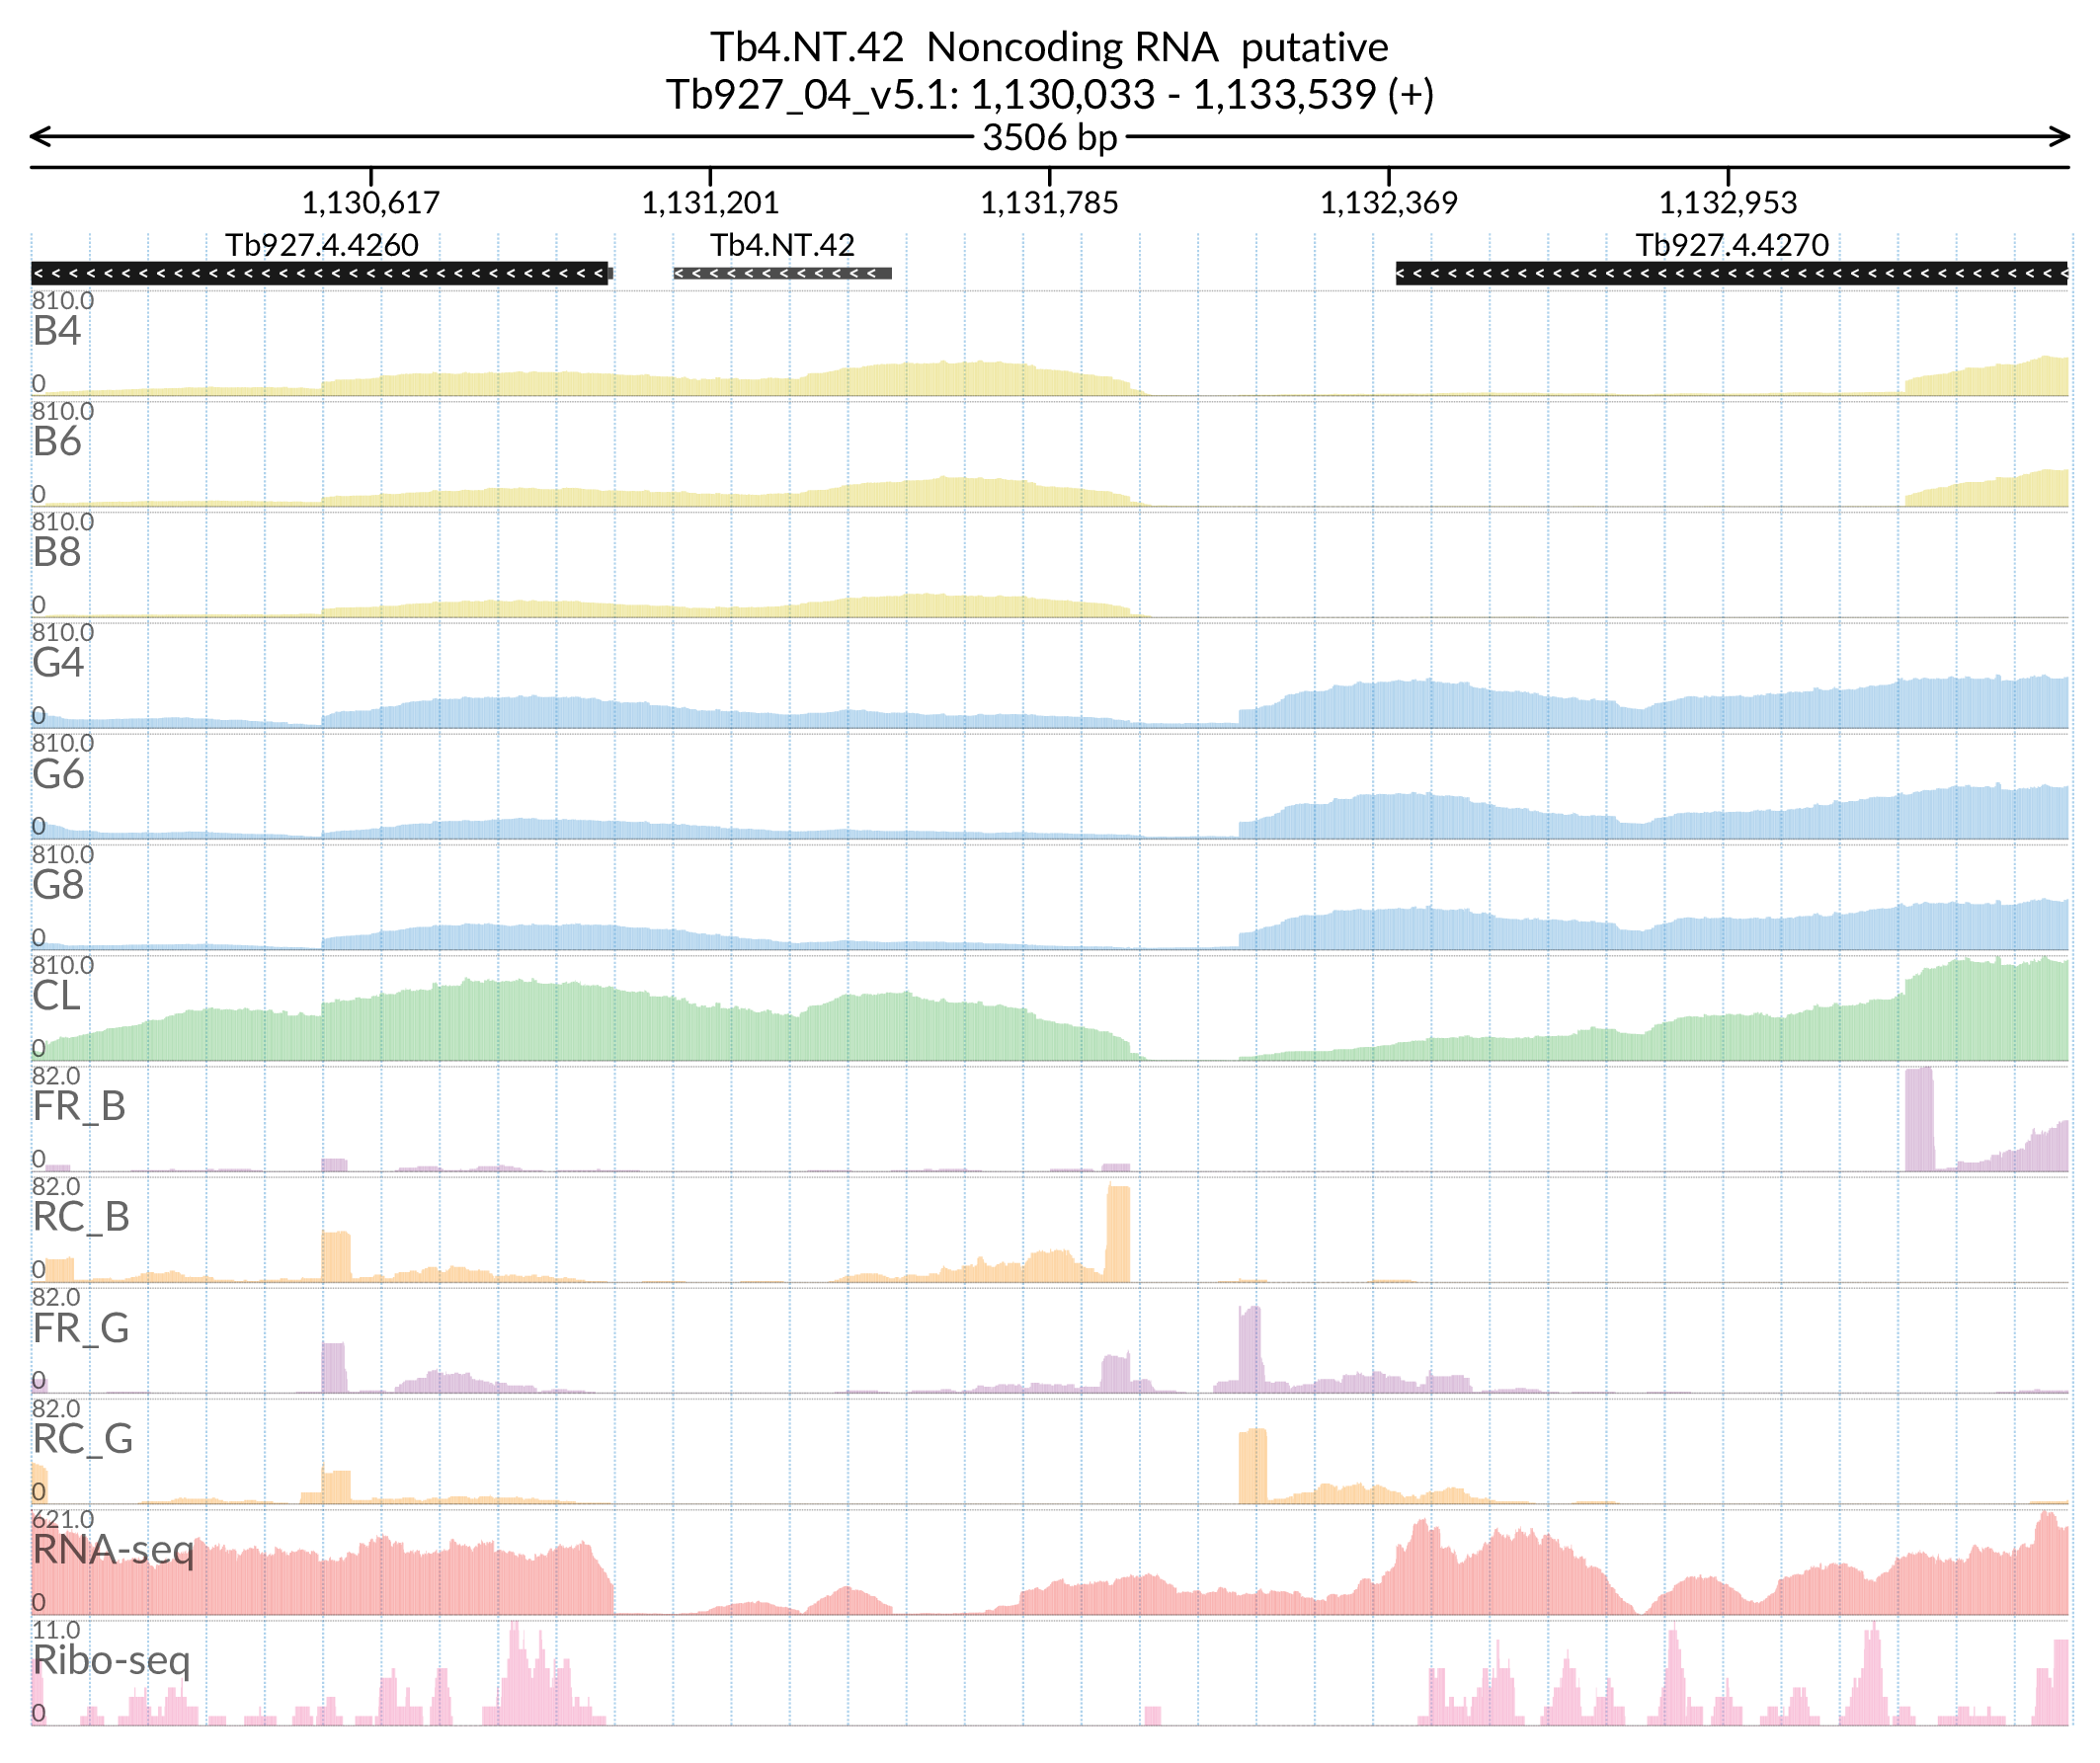 Tb4.NT.42 Noncoding RNA putative
Tb927_04_v5.1: 1,130,033 - 1,133,539 (+)
3506 bp
1,130,617 1,131,201 1,131,785 1,132,369 1,132,953
Tb927.4.4260 Tb4.NT.42 Tb927.4.4270
810.0
B4
0
810.0
B6
0
810.0
B8
0
810.0
G4
0
810.0
G6
0
810.0
G8
0
810.0
CL
0
82.0
FR_B
0
82.0
RC_B
0
82.0
FR_G
0
82.0
RC_G
0
621.0
RNA-seq
0
11.0
Ribo-seq
0